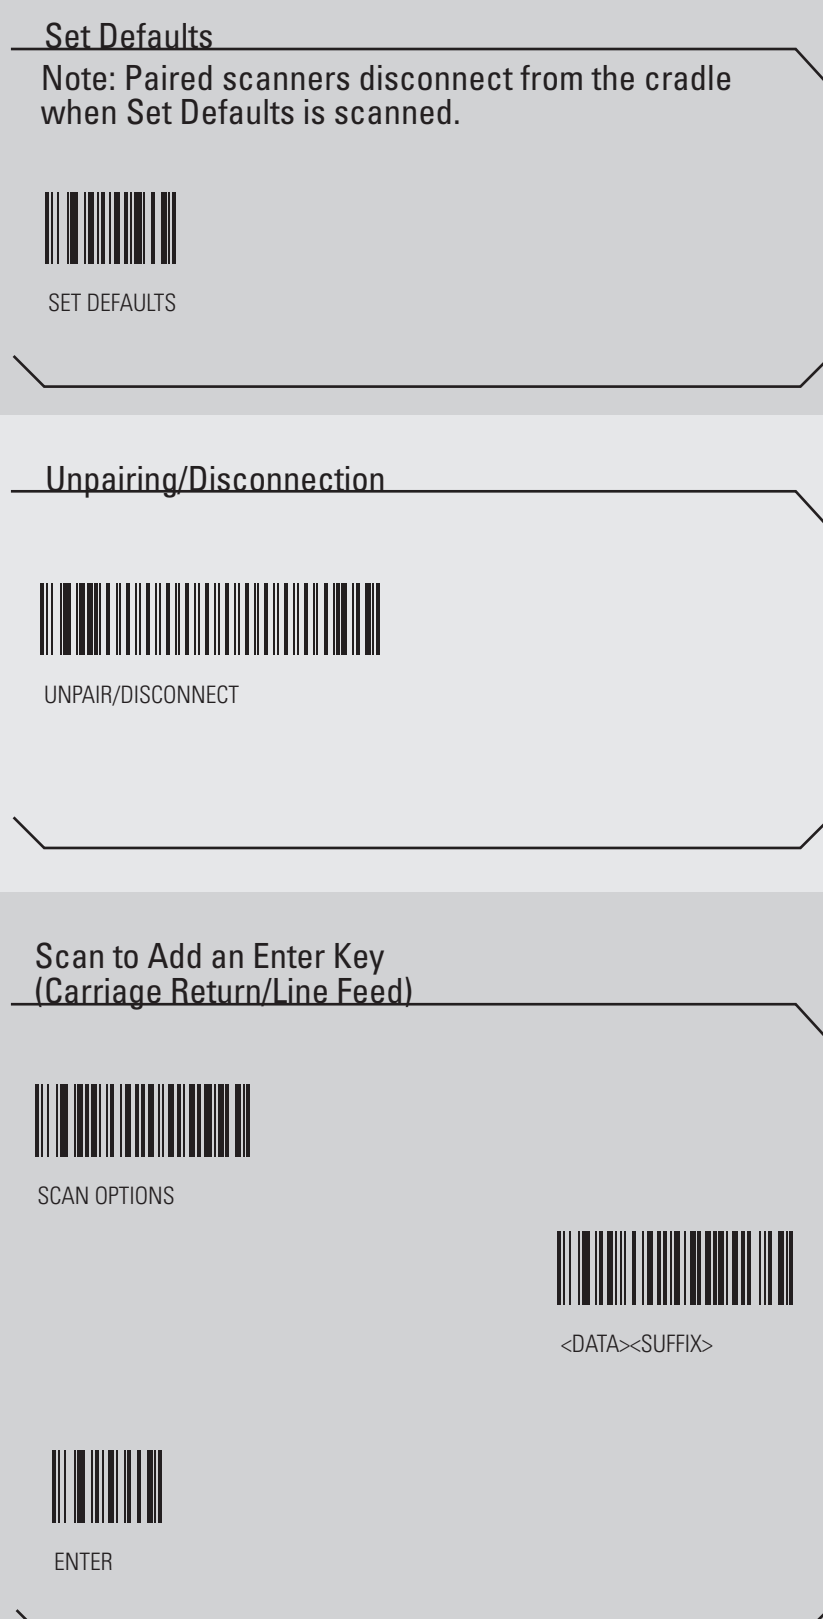 Set Defaults
Note: Paired scanners disconnect from the cradle
when Set Defaults is scanned.
SET DEFAULTS
Unpairing/Disconnection
UNPAIR/DISCONNECT
Scan to Add an Enter Key
(Carriage Return/Line Feed)
SCAN OPTIONS
<DATA><SUFFIX>
ENTER